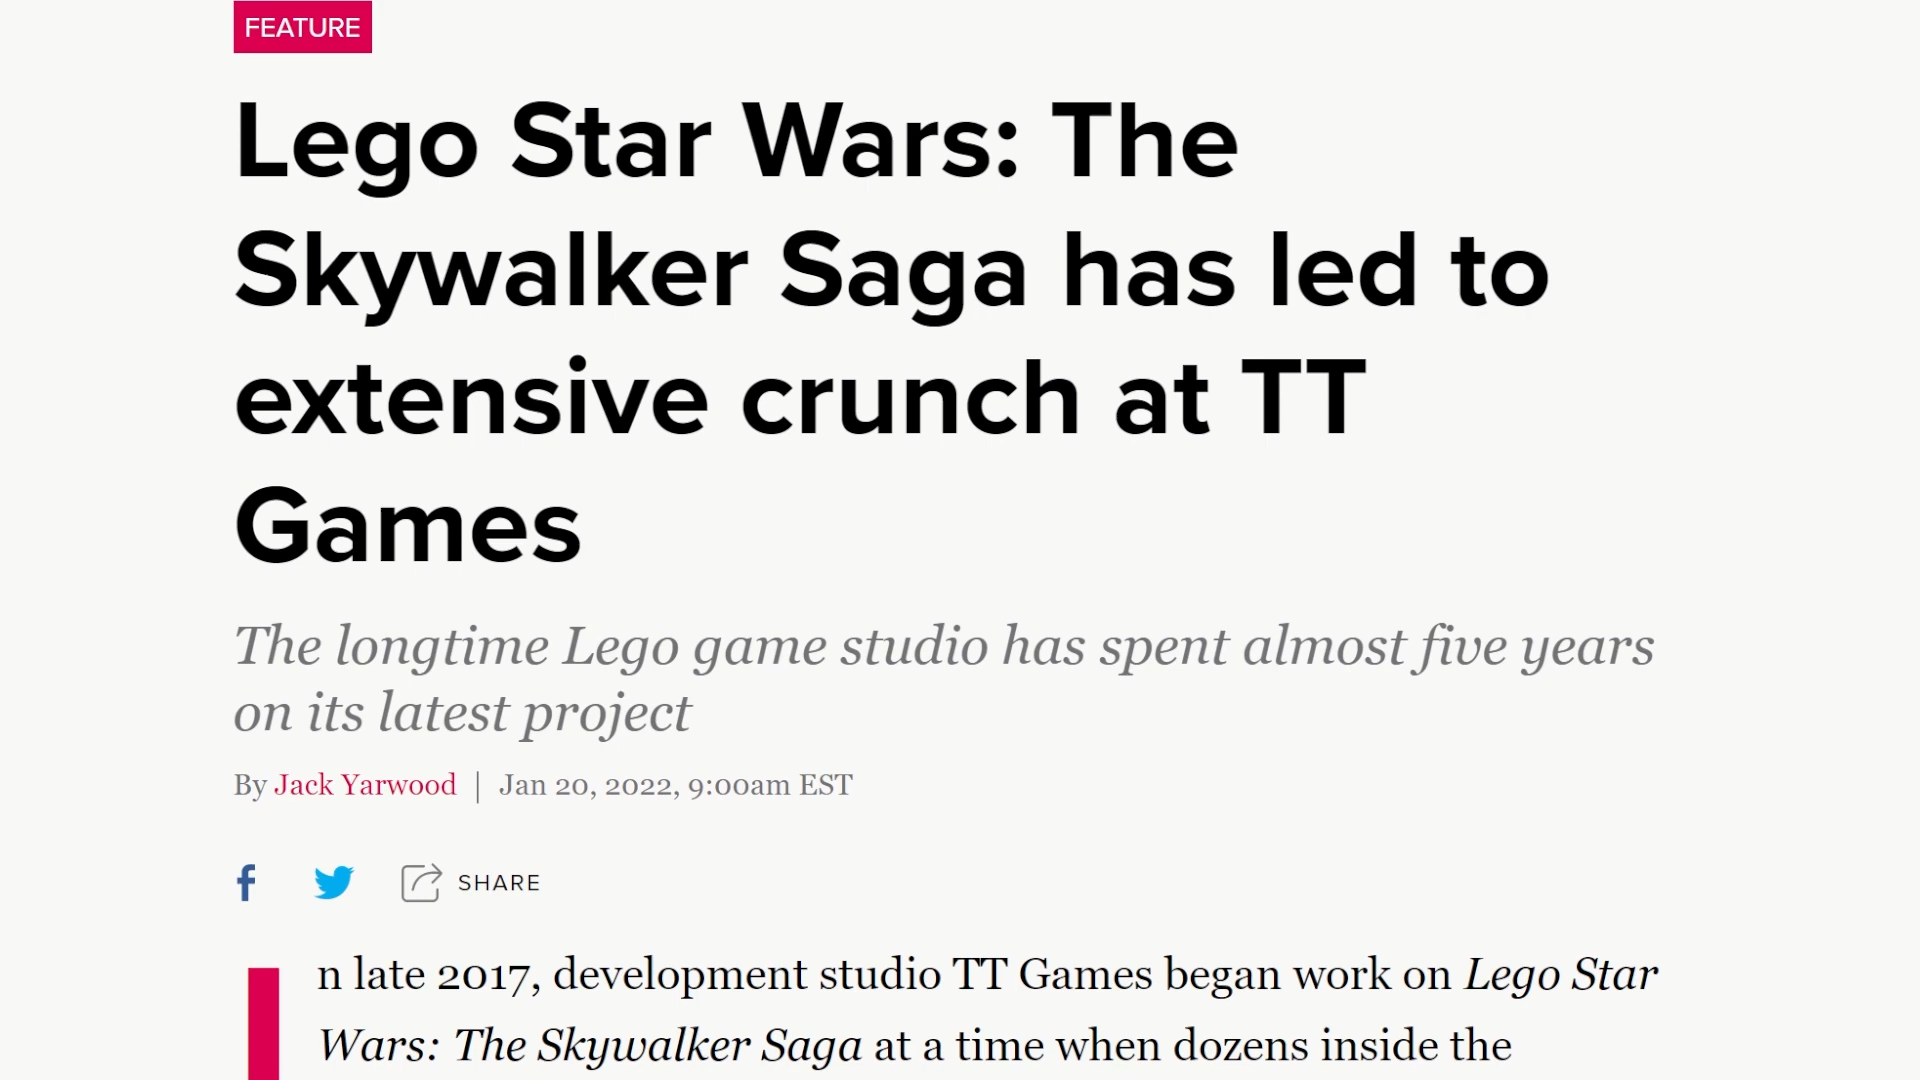 FEATURE
Lego Star Wars: The
Skywalker Saga has led to
extensive crunch at TT
Games
The longtime Lego game studio has spent almost five years
on its latest project
By Jack Yarwood | Jan 20, 2022, 9:00am EST
SHARE
In late 2017, development studio TT Games began work on Lego Star
Wars: The Skywalker Saga at a time when dozens inside the